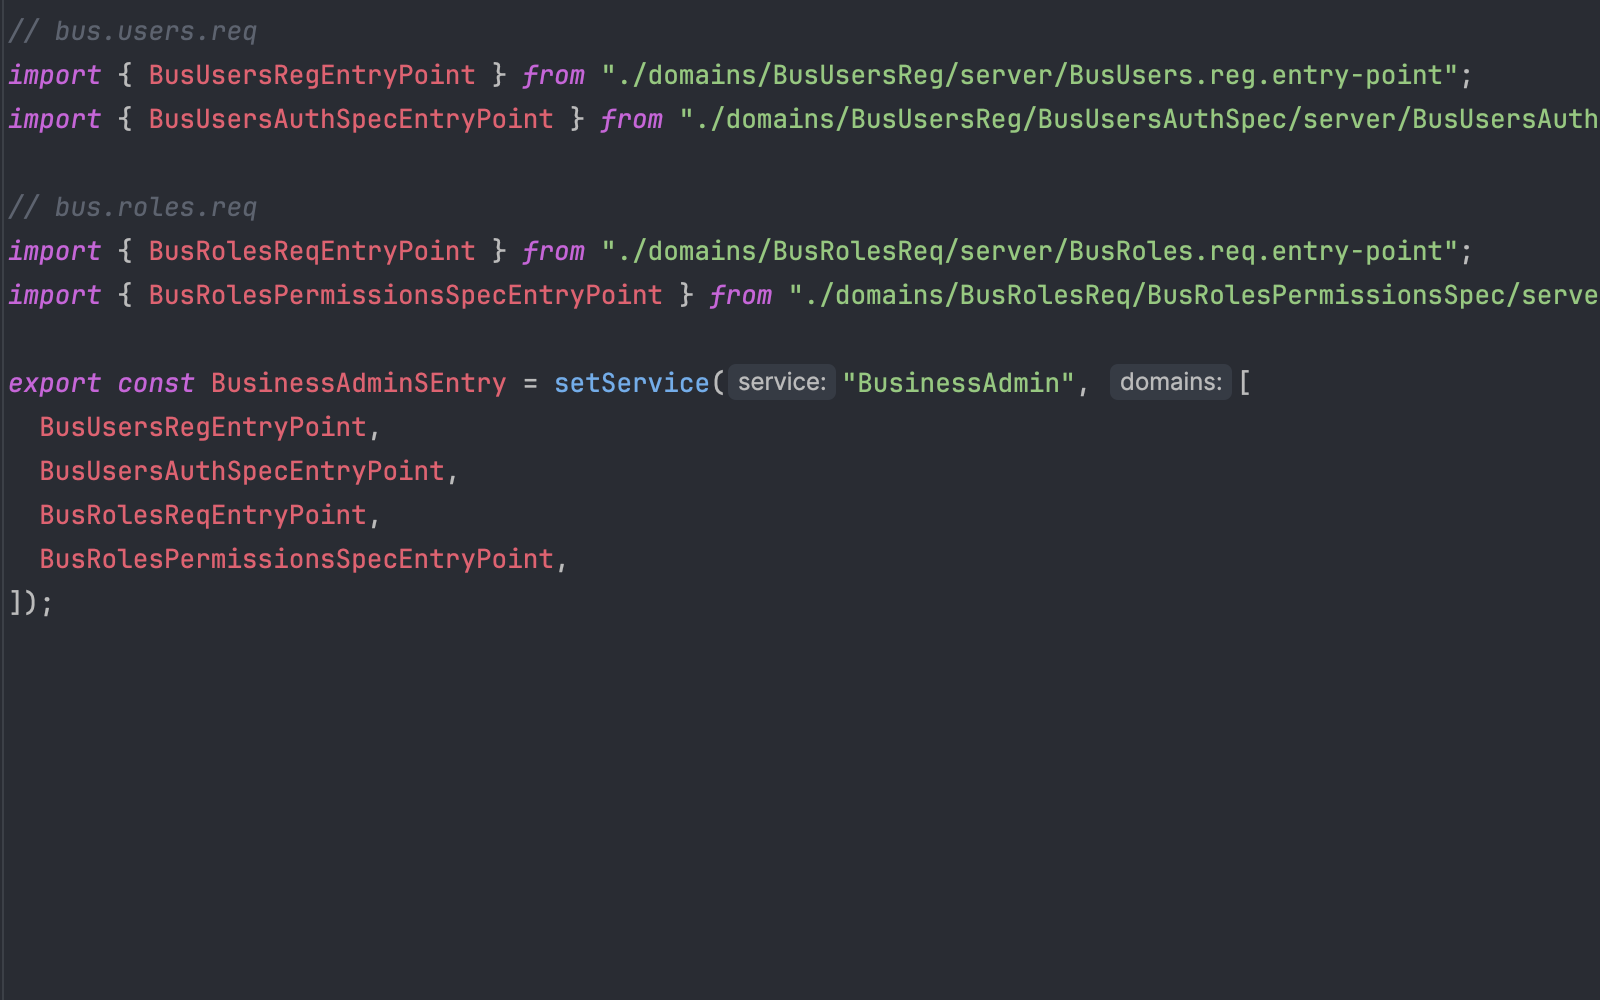 // bus.users.req
import { BusUsersRegEntryPoint } from "./domains/BusUsersReg/server/BusUsers.reg.entry-point";
import { BusUsersAuthSpecEntryPoint } from "./domains/BusUsersReg/BusUsersAuthSpec/server/BusUsersAuth
// bus.roles.req
import { BusRolesReqEntryPoint } from "./domains/BusRolesReq/server/BusRoles.req.entry-point";
import { BusRolesPermissionsSpecEntryPoint } from "./domains/BusRolesReq/BusRolesPermissionsSpec/serve
export const BusinessAdminSEntry = setService( service: "BusinessAdmin", domains: [
  BusUsersRegEntryPoint,
  BusUsersAuthSpecEntryPoint,
  BusRolesReqEntryPoint,
  BusRolesPermissionsSpecEntryPoint,
]);